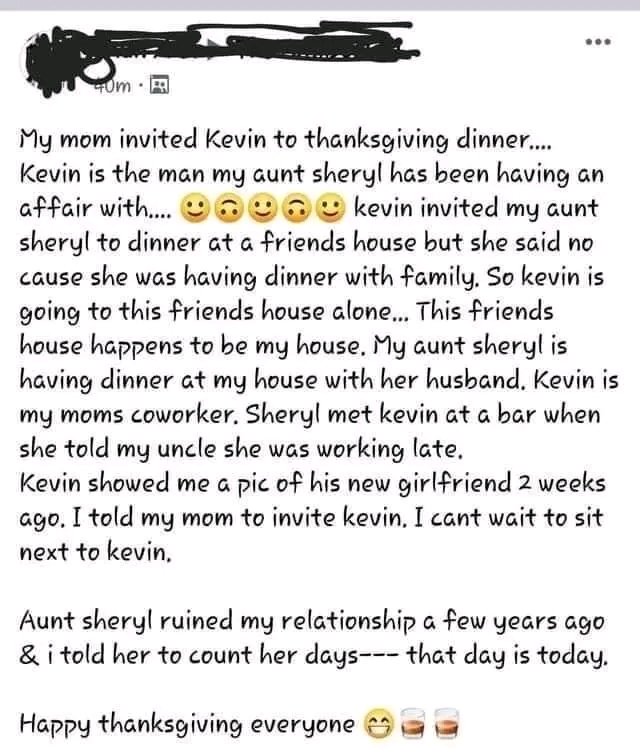 40m
My mom invited Kevin to thanksgiving dinner....
Kevin is the man my aunt sheryl has been having an
affair with.... 🙂🙃🙂🙃🙂 kevin invited my aunt
sheryl to dinner at a friends house but she said no
cause she was having dinner with family. So kevin is
going to this friends house alone... This friends
house happens to be my house. My aunt sheryl is
having dinner at my house with her husband. Kevin is
my moms coworker. Sheryl met kevin at a bar when
she told my uncle she was working late.
Kevin showed me a pic of his new girlfriend 2 weeks
ago. I told my mom to invite kevin. I cant wait to sit
next to kevin.
Aunt sheryl ruined my relationship a few years ago
& i told her to count her days--- that day is today.
Happy thanksgiving everyone 😁🥃🥃